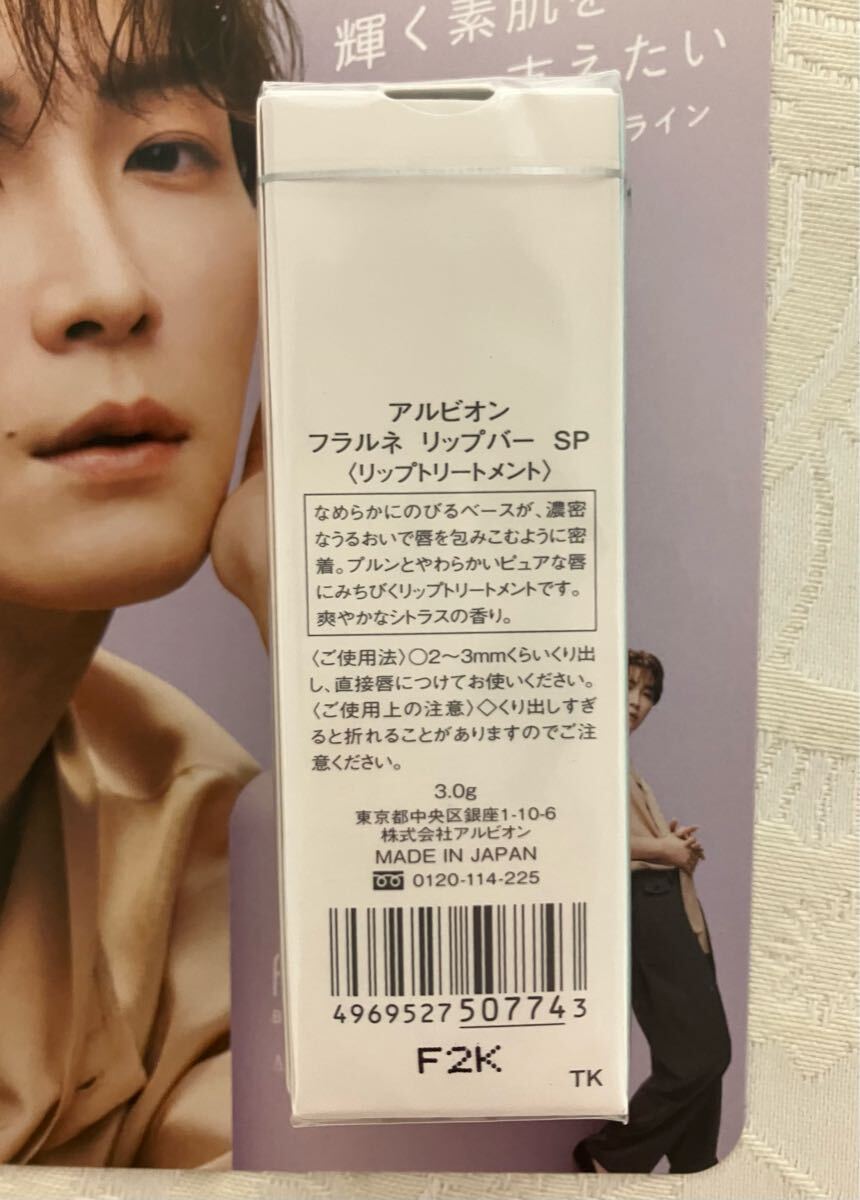 輝く素肌を
支えたい
ライン
アルビオン
フラルネ リップバー SP
〈リップトリートメント〉
なめらかにのびるベースが、濃密
なうるおいで唇を包みこむように密
着。プルンとやわらかいピュアな唇
にみちびくリップトリートメントです。
爽やかなシトラスの香り。
〈ご使用法〉○2〜3mmくらいくり出
し、直接唇につけてお使いください。
〈ご使用上の注意〉◇くり出しすぎ
ると折れることがありますのでご注
意ください。
3.0g
東京都中央区銀座1-10-6
株式会社アルビオン
MADE IN JAPAN
0120-114-225
4969527507743
F2K
TK